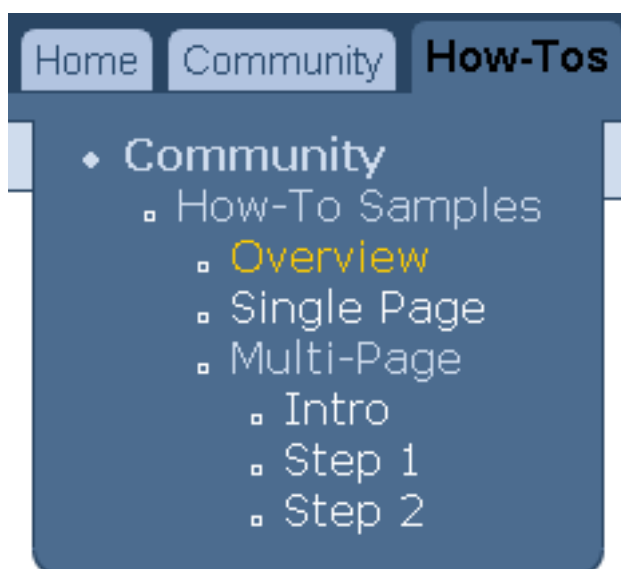 Home Community How-Tos
Community
How-To Samples
Overview
Single Page
Multi-Page
Intro
Step 1
Step 2